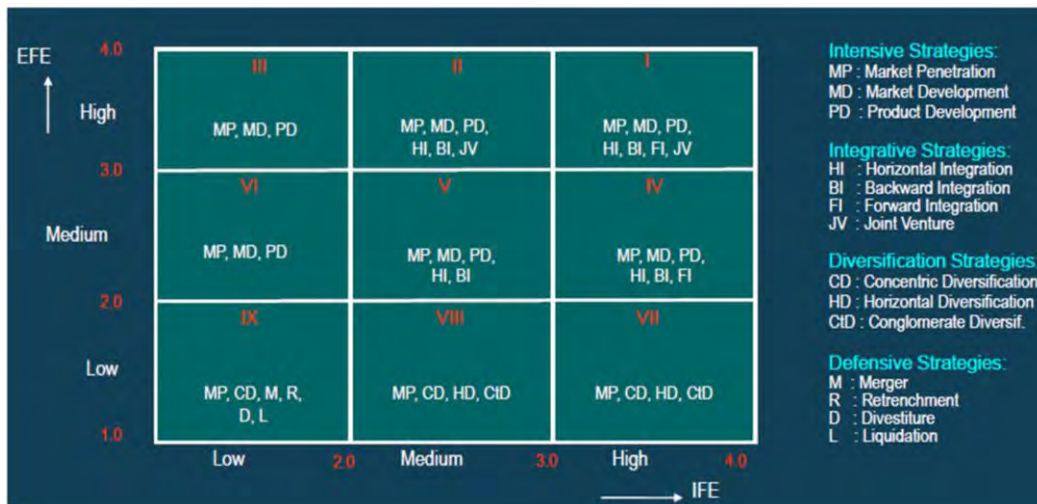 EFE
4.0
High
3.0
Medium
2.0
Low
1.0
III
MP, MD, PD
II
MP, MD, PD,
HI, BI, JV
I
MP, MD, PD,
HI, BI, FI, JV
VI
MP, MD, PD
V
MP, MD, PD,
HI, BI
IV
MP, MD, PD,
HI, BI, FI
IX
MP, CD, M, R,
D, L
VIII
MP, CD, HD, CtD
VII
MP, CD, HD, CtD
Low
2.0
Medium
3.0
High
4.0
IFE
Intensive Strategies:
MP : Market Penetration
MD : Market Development
PD : Product Development
Integrative Strategies:
HI : Horizontal Integration
BI : Backward Integration
FI : Forward Integration
JV : Joint Venture
Diversification Strategies
CD : Concentric Diversification
HD : Horizontal Diversification
CtD : Conglomerate Diversif.
Defensive Strategies:
M : Merger
R : Retrenchment
D : Divestiture
L : Liquidation